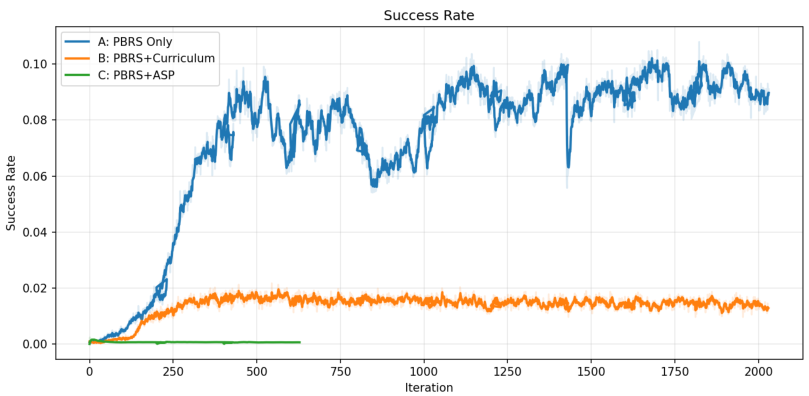 Success Rate
A: PBRS Only
B: PBRS+Curriculum
C: PBRS+ASP
Success Rate
0.10
0.08
0.06
0.04
0.02
0.00
0 250 500 750 1000 1250 1500 1750 2000
Iteration